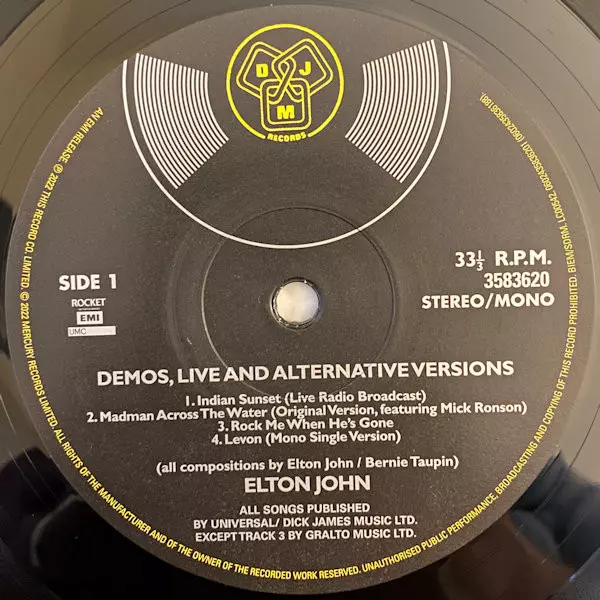 D J
M
RECORDS
SIDE 1
ROCKET
EMI
UMC
33⅓ R.P.M.
3583620
STEREO/MONO
DEMOS, LIVE AND ALTERNATIVE VERSIONS
1. Indian Sunset (Live Radio Broadcast)
2. Madman Across The Water (Original Version, featuring Mick Ronson)
3. Rock Me When He's Gone
4. Levon (Mono Single Version)
(all compositions by Elton John / Bernie Taupin)
ELTON JOHN
ALL SONGS PUBLISHED
BY UNIVERSAL/ DICK JAMES MUSIC LTD.
EXCEPT TRACK 3 BY GRALTO MUSIC LTD.
AN EMI RELEASE. ℗ 2022 THIS RECORD CO. LIMITED. © 2022 MERCURY RECORDS LIMITED. ALL RIGHTS OF THE MANUFACTURER AND OF THE OWNER OF THE RECORDED WORK RESERVED. UNAUTHORISED PUBLIC PERFORMANCE, BROADCASTING AND COPYING OF THIS RECORD PROHIBITED. BIEM/SDRM. LC00542.